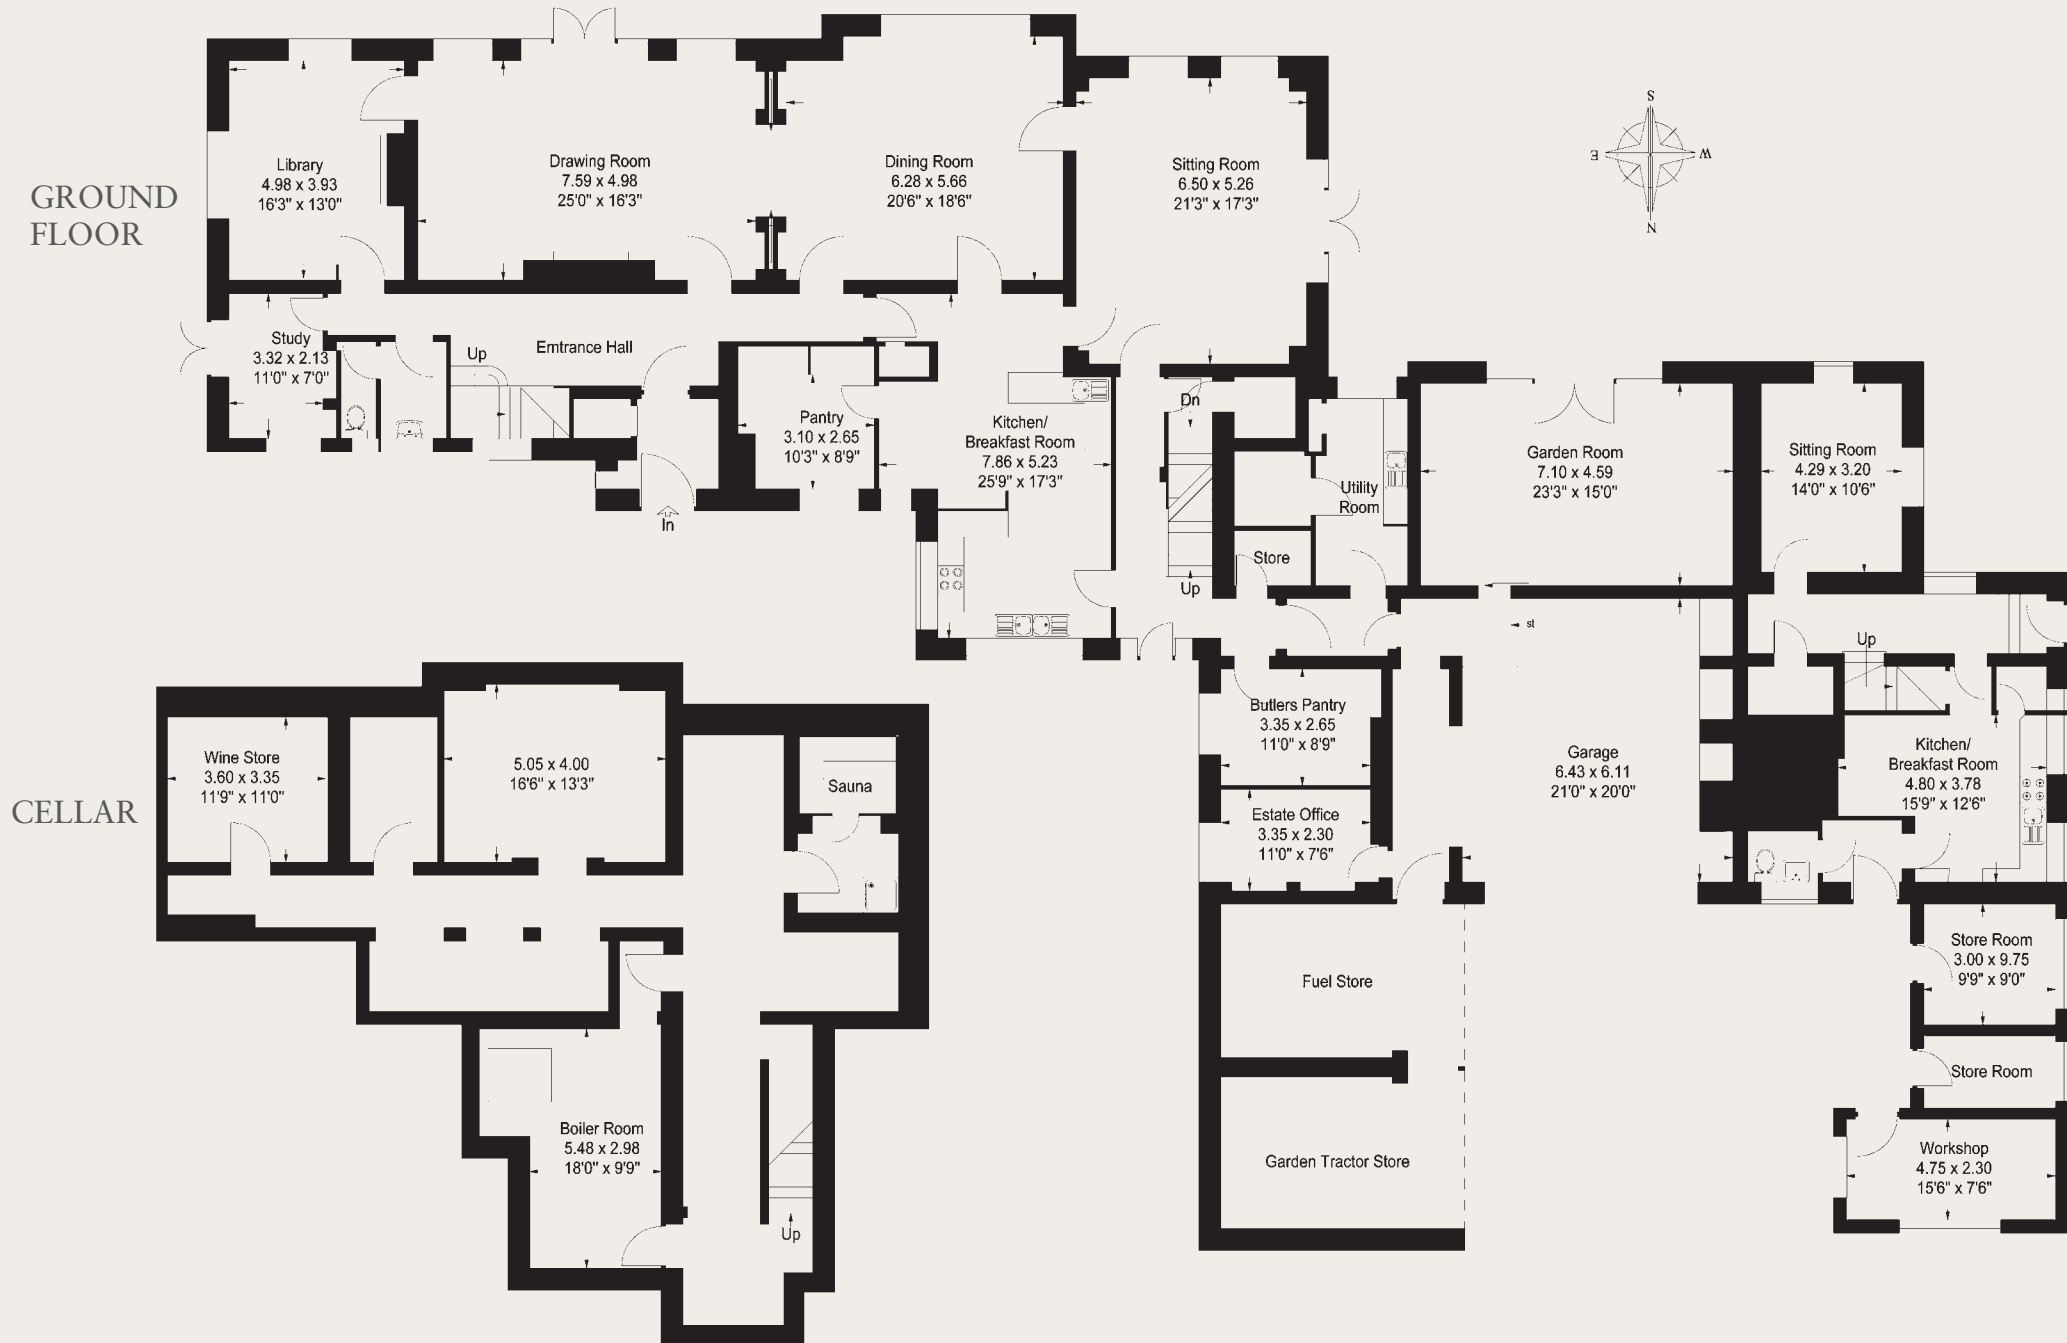 GROUND
FLOOR
Library
4.98 x 3.93
16'3" x 13'0"
Drawing Room
7.59 x 4.98
25'0" x 16'3"
Dining Room
6.28 x 5.66
20'6" x 18'6"
Sitting Room
6.50 x 5.26
21'3" x 17'3"
S
E
W
N
Study
3.32 x 2.13
11'0" x 7'0"
Up
Emtrance Hall
In
Pantry
3.10 x 2.65
10'3" x 8'9"
Kitchen/
Breakfast Room
7.86 x 5.23
25'9" x 17'3"
Dn
Up
Utility
Room
Store
Garden Room
7.10 x 4.59
23'3" x 15'0"
Sitting Room
4.29 x 3.20
14'0" x 10'6"
st
Up
Butlers Pantry
3.35 x 2.65
11'0" x 8'9"
Estate Office
3.35 x 2.30
11'0" x 7'6"
Garage
6.43 x 6.11
21'0" x 20'0"
Kitchen/
Breakfast Room
4.80 x 3.78
15'9" x 12'6"
Fuel Store
Garden Tractor Store
Store Room
3.00 x 9.75
9'9" x 9'0"
Store Room
Workshop
4.75 x 2.30
15'6" x 7'6"
CELLAR
Wine Store
3.60 x 3.35
11'9" x 11'0"
5.05 x 4.00
16'6" x 13'3"
Sauna
Boiler Room
5.48 x 2.98
18'0" x 9'9"
Up